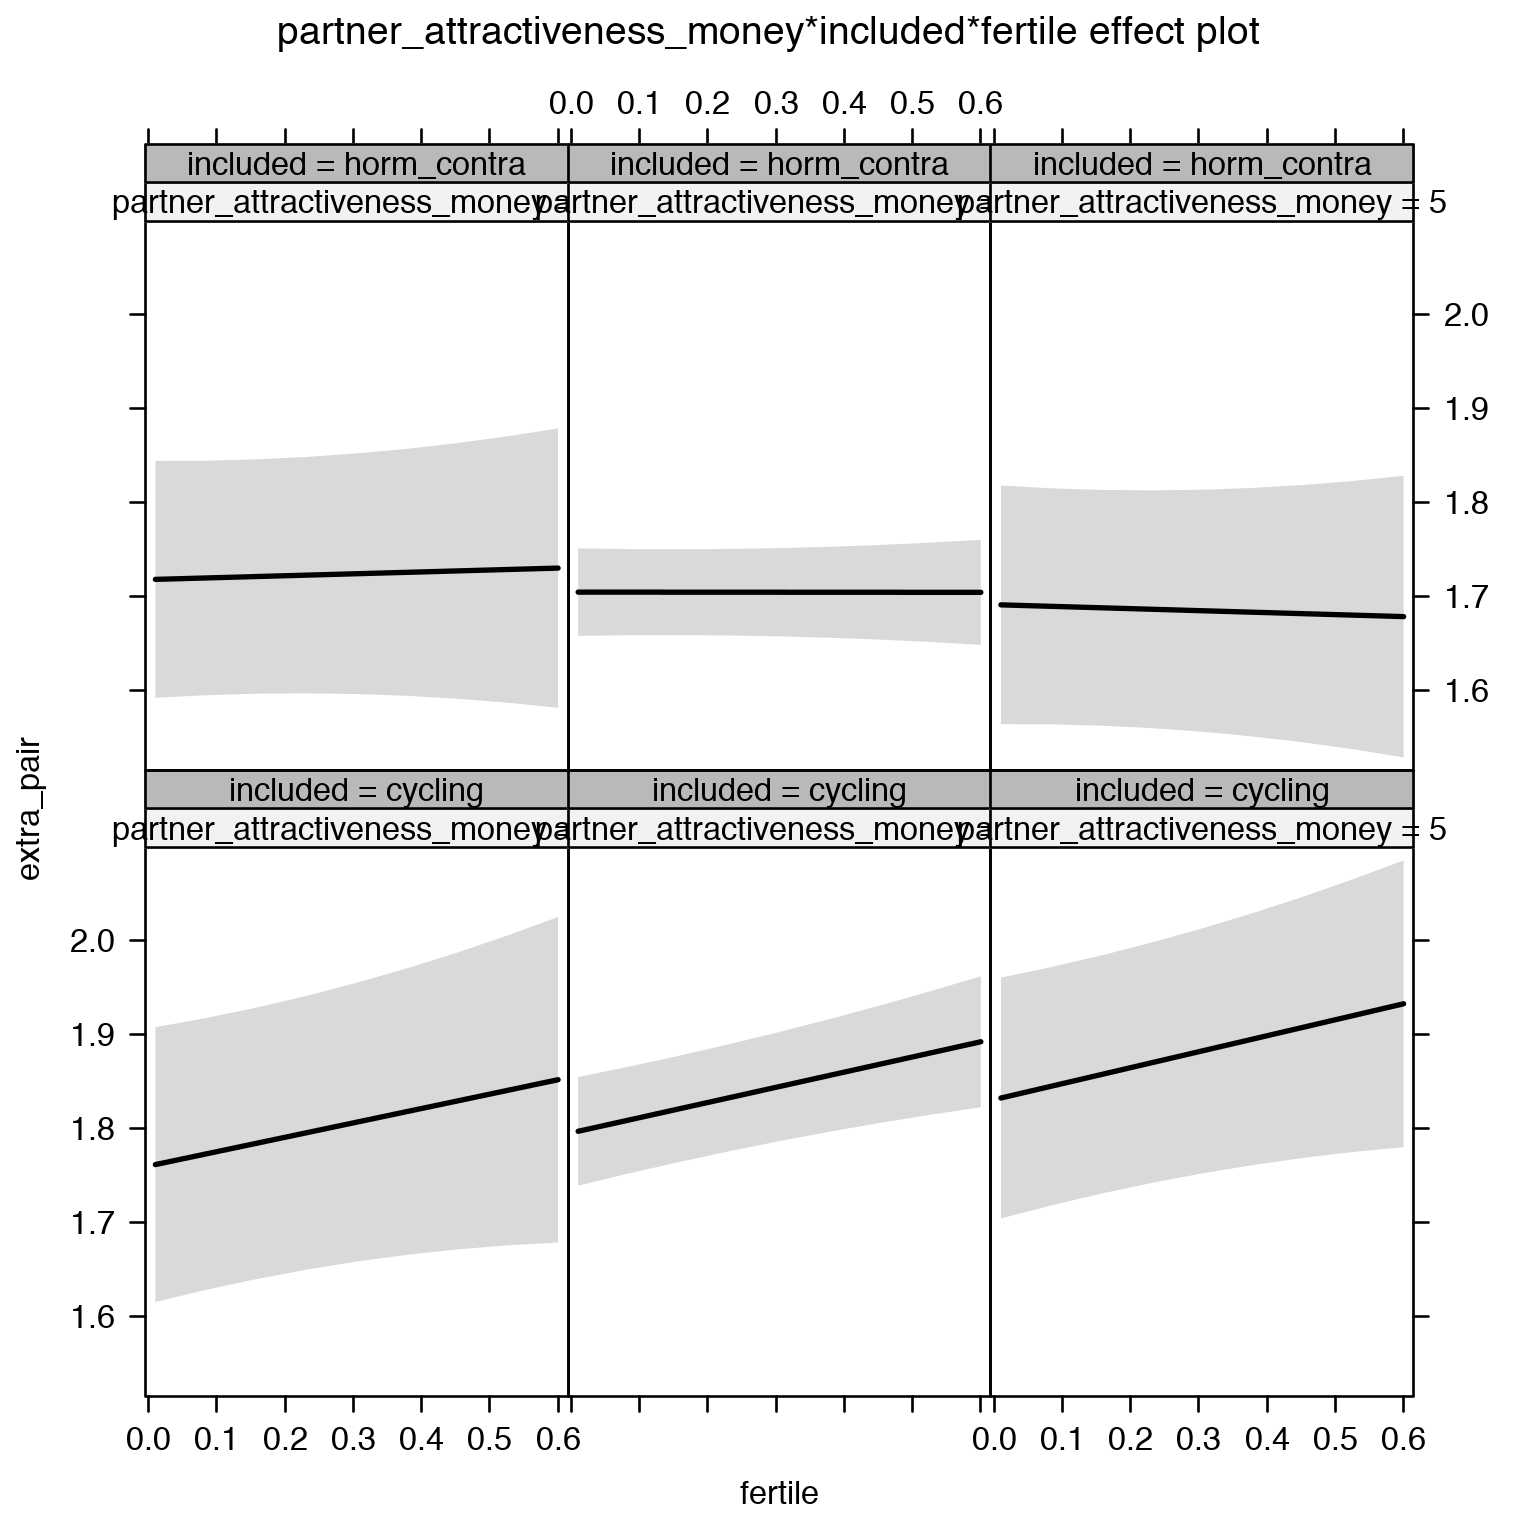 partner_attractiveness_money*included*fertile effect plot
0.0 0.1 0.2 0.3 0.4 0.5 0.6
included = horm_contra included = horm_contra included = horm_contra
partner_attractiveness_money = partner_attractiveness_money = partner_attractiveness_money = 5
2.0
1.9
1.8
1.7
1.6
extra_pair
included = cycling included = cycling included = cycling
partner_attractiveness_money = partner_attractiveness_money = partner_attractiveness_money = 5
2.0
1.9
1.8
1.7
1.6
0.0 0.1 0.2 0.3 0.4 0.5 0.6 0.0 0.1 0.2 0.3 0.4 0.5 0.6
fertile